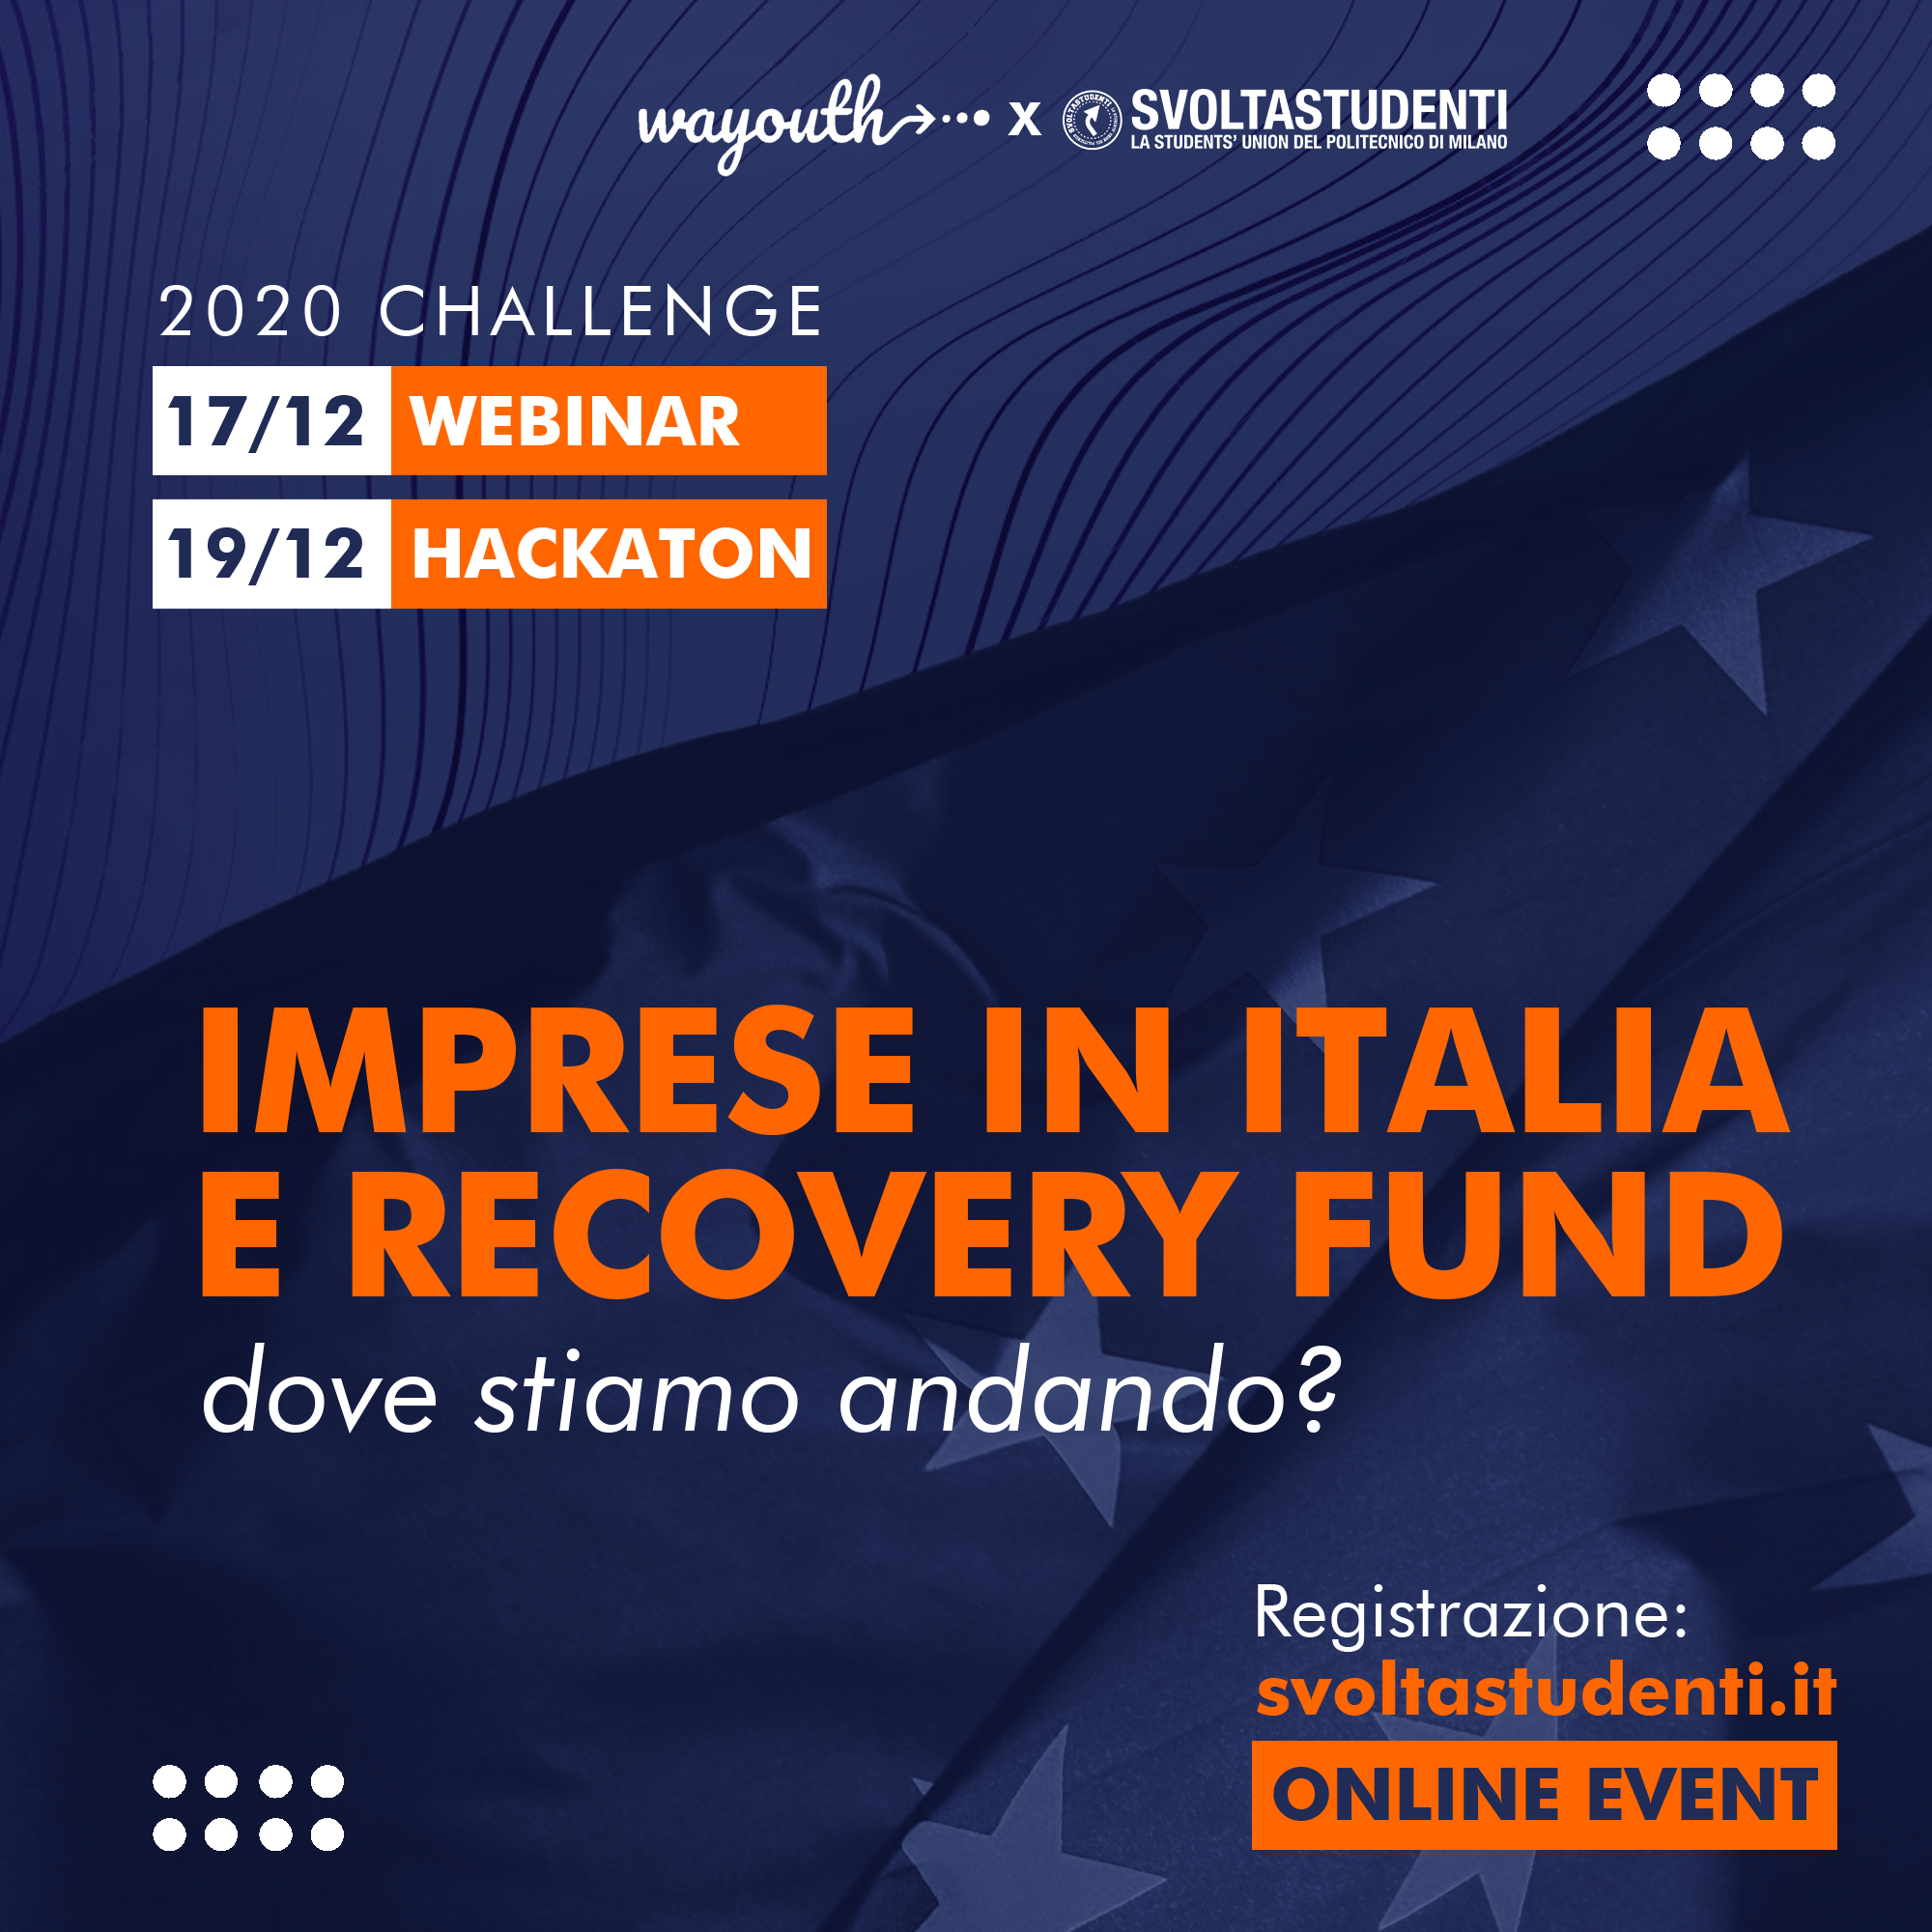 wayouth x SVOLTASTUDENTI
LA STUDENTS' UNION DEL POLITECNICO DI MILANO
2020 CHALLENGE
17/12 WEBINAR
19/12 HACKATON
IMPRESE IN ITALIA
E RECOVERY FUND
dove stiamo andando?
Registrazione:
svoltastudenti.it
ONLINE EVENT